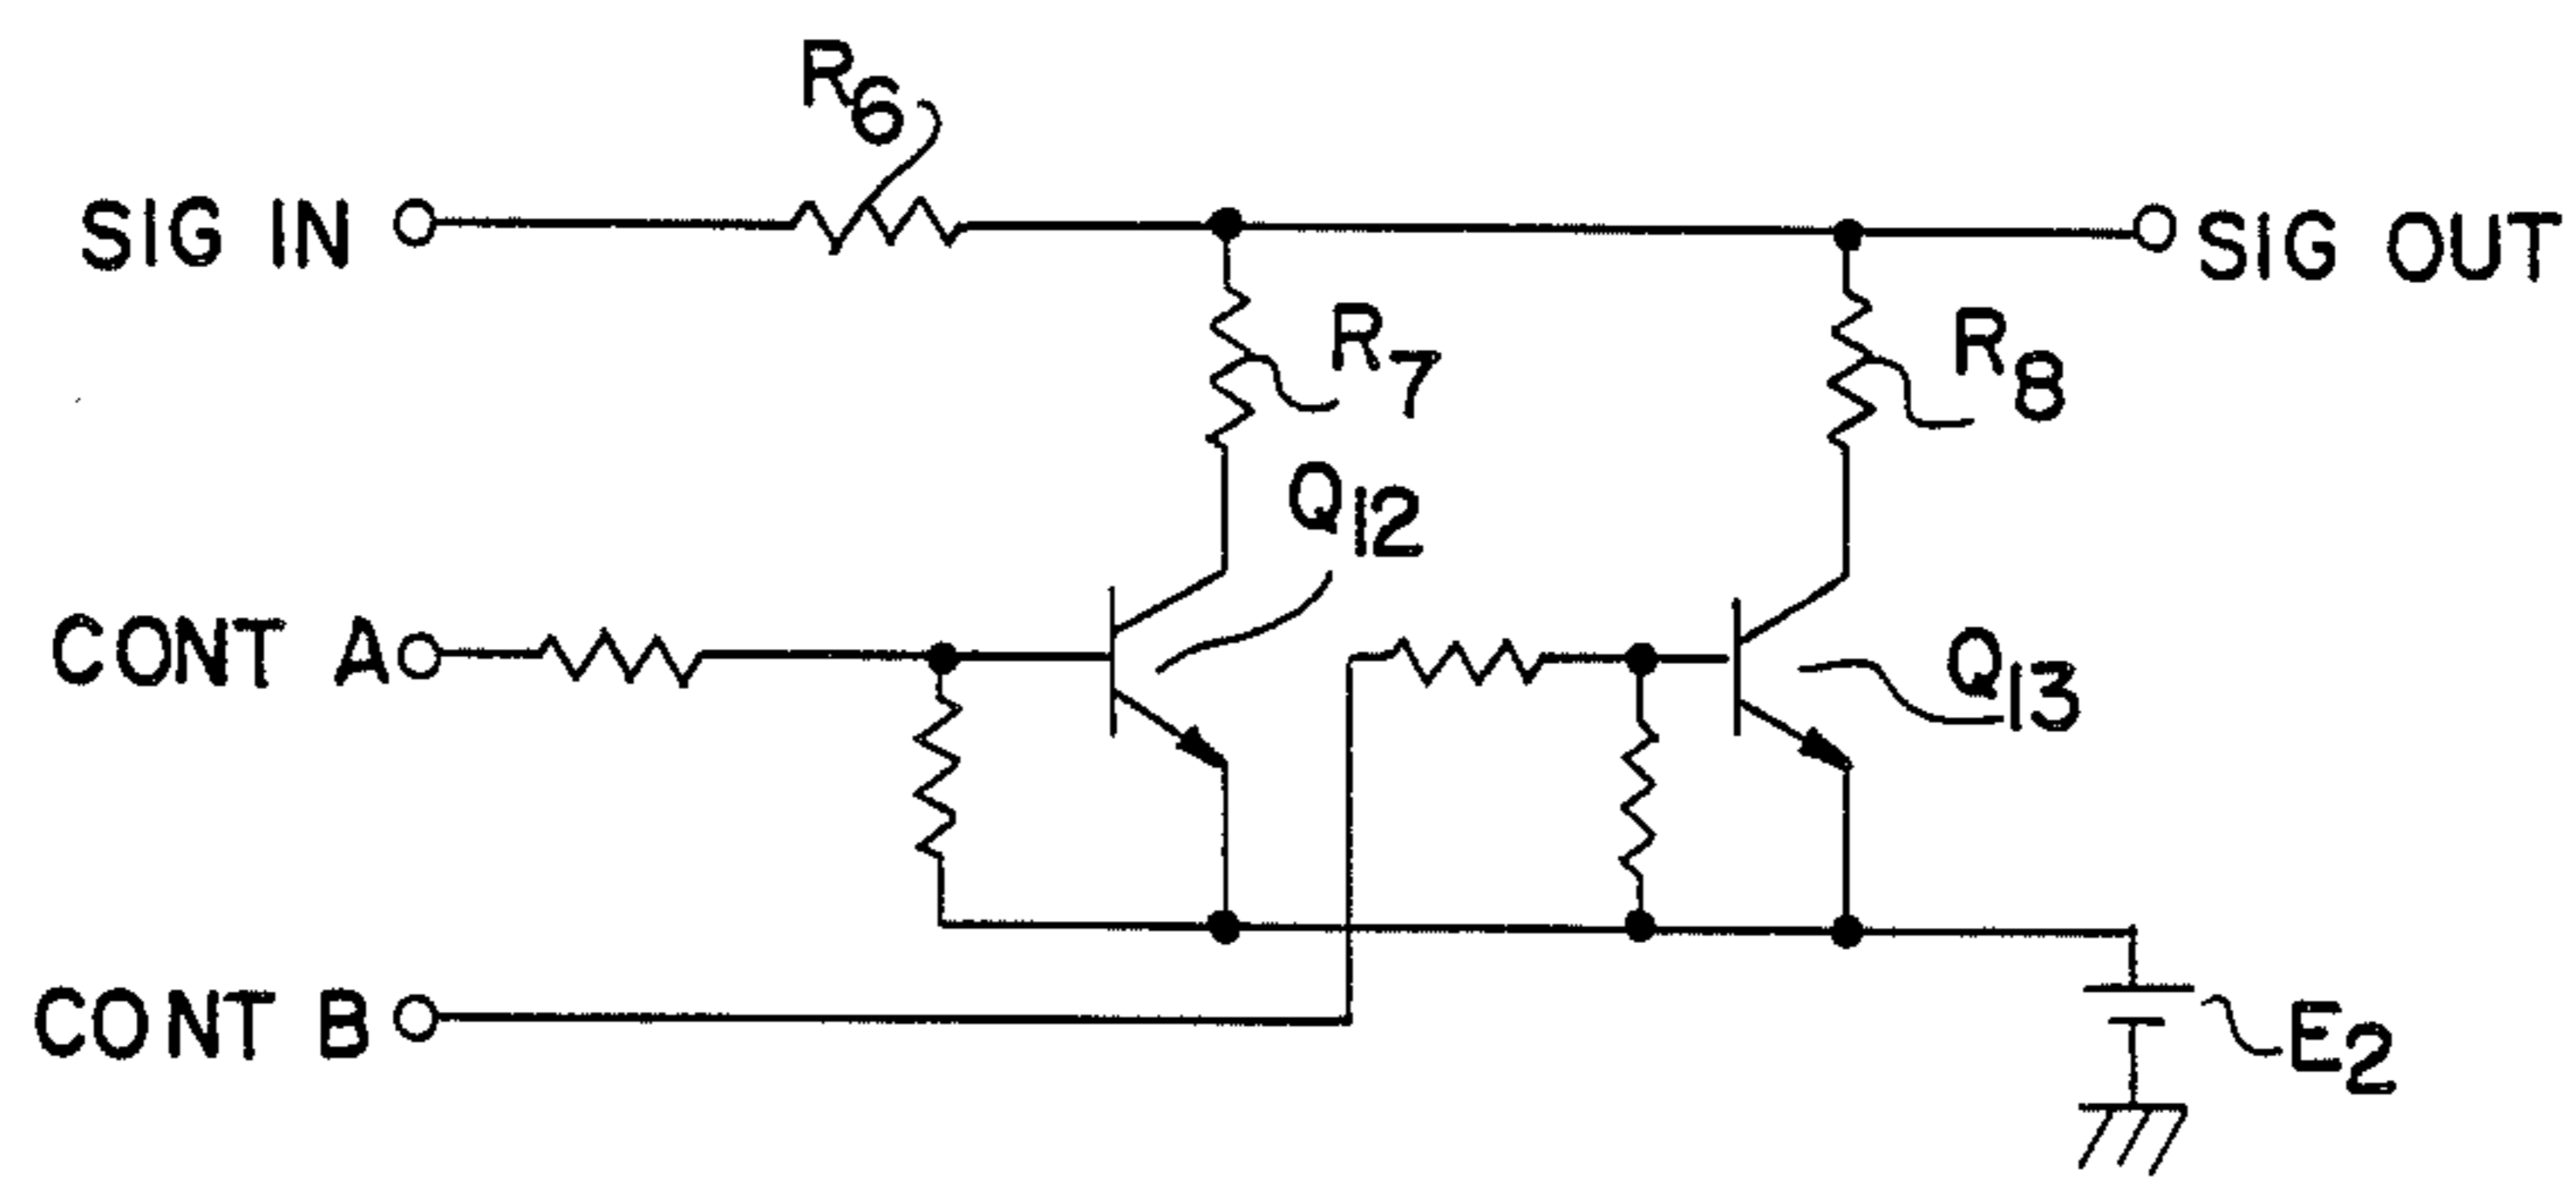 R6
SIG IN
SIG OUT
R7
R8
Q12
CONT A
Q13
CONT B
E2